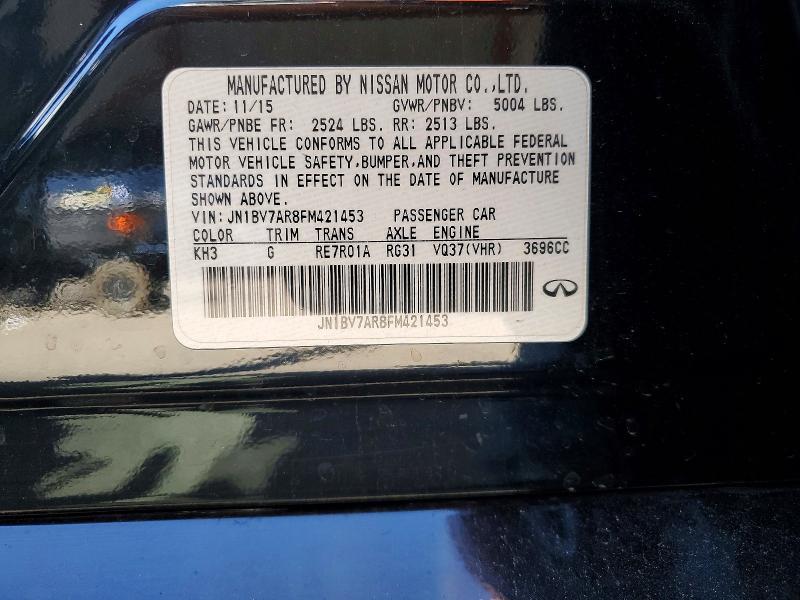 MANUFACTURED BY NISSAN MOTOR CO.,LTD.
DATE: 11/15 GVWR/PNBV: 5004 LBS.
GAWR/PNBE FR: 2524 LBS. RR: 2513 LBS.
THIS VEHICLE CONFORMS TO ALL APPLICABLE FEDERAL
MOTOR VEHICLE SAFETY,BUMPER,AND THEFT PREVENTION
STANDARDS IN EFFECT ON THE DATE OF MANUFACTURE
SHOWN ABOVE.
VIN:JN1BV7AR8FM421453 PASSENGER CAR
COLOR TRIM TRANS AXLE ENGINE
KH3 G RE7R01A RG31 VQ37(VHR) 3696CC
JN1BV7AR8FM421453